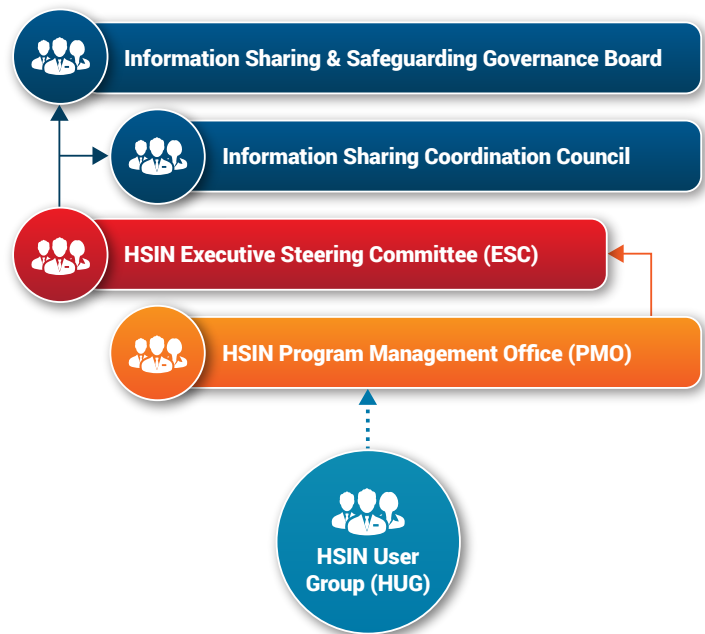 Information Sharing & Safeguarding Governance Board
Information Sharing Coordination Council
HSIN Executive Steering Committee (ESC)
HSIN Program Management Office (PMO)
HSIN User
Group (HUG)